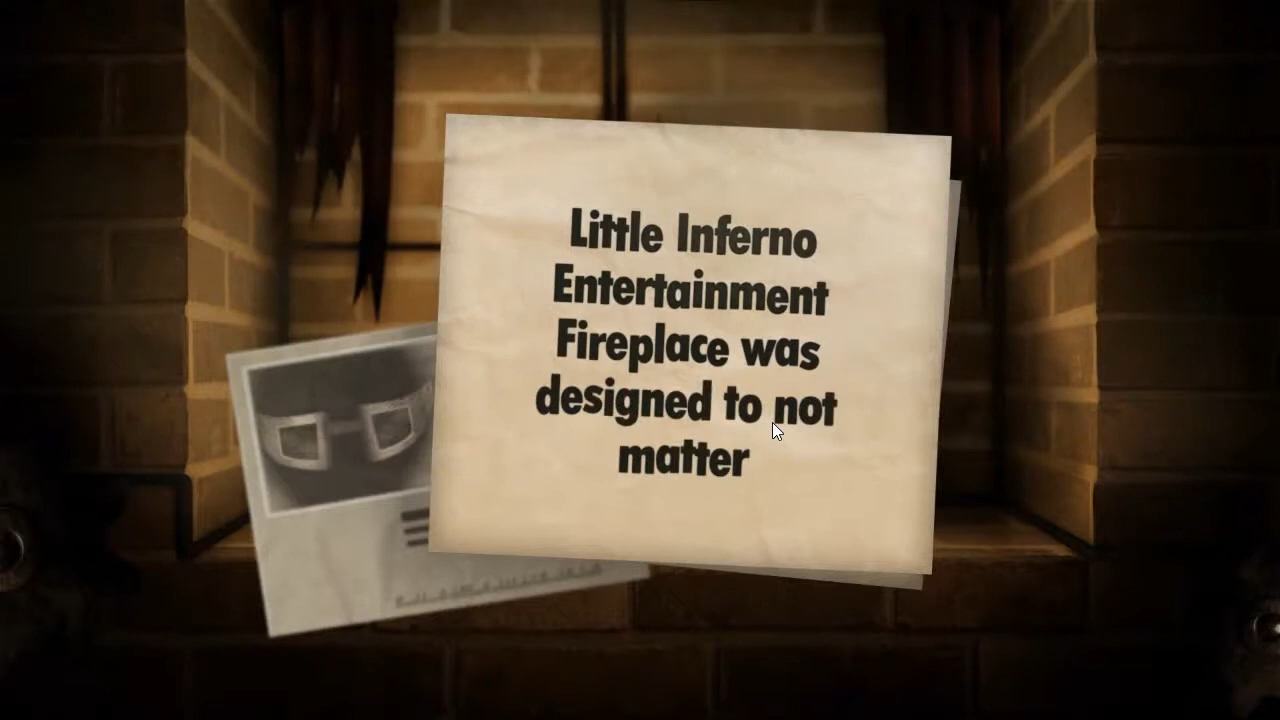 Little Inferno
Entertainment
Fireplace was
designed to not
matter